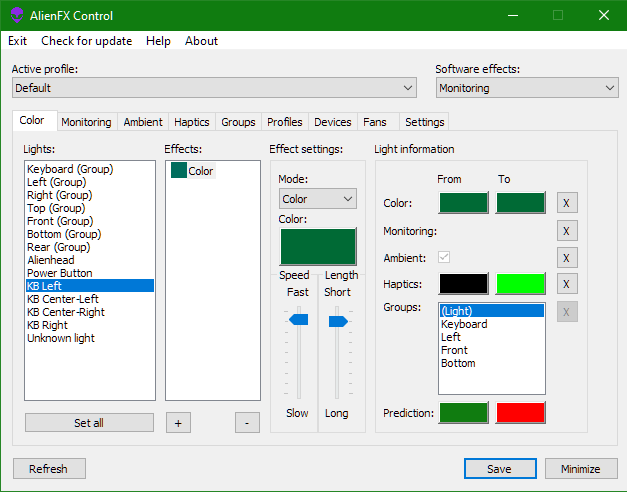 AlienFX Control
Exit Check for update Help About
Active profile: Software effects:
Default Monitoring
Color Monitoring Ambient Haptics Groups Profiles Devices Fans Settings
Lights:
Keyboard (Group)
Left (Group)
Right (Group)
Top (Group)
Front (Group)
Bottom (Group)
Rear (Group)
Alienhead
Power Button
KB Left
KB Center-Left
KB Center-Right
KB Right
Unknown light
Set all
Effects:
Color
+ -
Effect settings:
Mode:
Color
Color:
Speed Length
Fast Short
Slow Long
Light information
From To
Color: X
Monitoring: X
Ambient: X
Haptics: X
Groups: X
(Light)
Keyboard
Left
Front
Bottom
Prediction:
Refresh Save Minimize